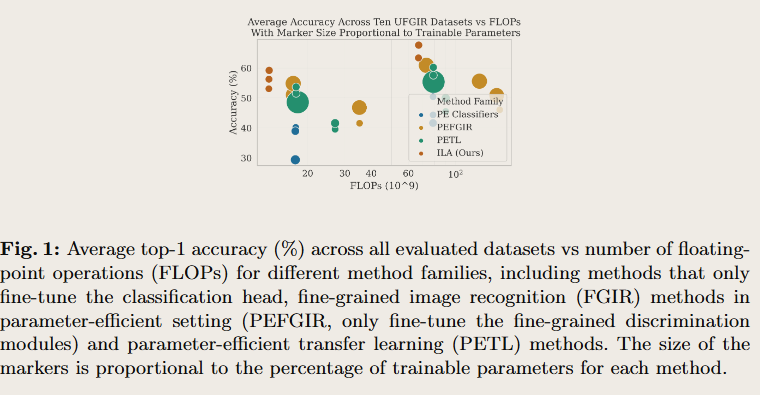 Average Accuracy Across Ten UFGIR Datasets vs FLOPs
With Marker Size Proportional to Trainable Parameters
Accuracy (%)
60
50
40
30
Method Family
PE Classifiers
PEFGIR
PETL
ILA (Ours)
20 30 40 60 10²
FLOPs (10^9)
Fig. 1: Average top-1 accuracy (%) across all evaluated datasets vs number of floating-
point operations (FLOPs) for different method families, including methods that only
fine-tune the classification head, fine-grained image recognition (FGIR) methods in
parameter-efficient setting (PEFGIR, only fine-tune the fine-grained discrimination
modules) and parameter-efficient transfer learning (PETL) methods. The size of the
markers is proportional to the percentage of trainable parameters for each method.